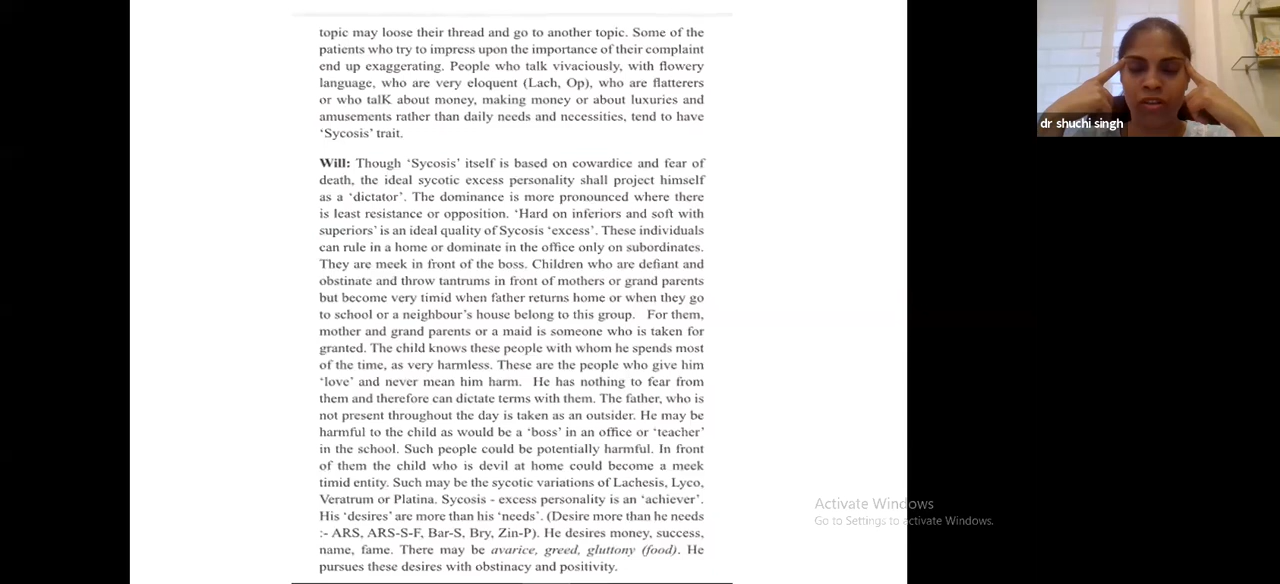 topic may loose their thread and go to another topic. Some of the
patients who try to impress upon the importance of their complaint
end up exaggerating. People who talk vivaciously, with flowery
language, who are very eloquent (Lach, Op), who are flatterers
or who talK about money, making money or about luxuries and
amusements rather than daily needs and necessities, tend to have
‘Sycosis’ trait.
Will: Though ‘Sycosis’ itself is based on cowardice and fear of
death, the ideal sycotic excess personality shall project himself
as a ‘dictator’. The dominance is more pronounced where there
is least resistance or opposition. ‘Hard on inferiors and soft with
superiors’ is an ideal quality of Sycosis ‘excess’. These individuals
can rule in a home or dominate in the office only on subordinates.
They are meek in front of the boss. Children who are defiant and
obstinate and throw tantrums in front of mothers or grand parents
but become very timid when father returns home or when they go
to school or a neighbour’s house belong to this group. For them,
mother and grand parents or a maid is someone who is taken for
granted. The child knows these people with whom he spends most
of the time, as very harmless. These are the people who give him
‘love’ and never mean him harm. He has nothing to fear from
them and therefore can dictate terms with them. The father, who is
not present throughout the day is taken as an outsider. He may be
harmful to the child as would be a ‘boss’ in an office or ‘teacher’
in the school. Such people could be potentially harmful. In front
of them the child who is devil at home could become a meek
timid entity. Such may be the sycotic variations of Lachesis, Lyco,
Veratrum or Platina. Sycosis - excess personality is an ‘achiever’.
His ‘desires’ are more than his ‘needs’. (Desire more than he needs
:- ARS, ARS-S-F, Bar-S, Bry, Zin-P). He desires money, success,
name, fame. There may be avarice, greed, gluttony (food). He
pursues these desires with obstinacy and positivity.
dr shuchi singh
Activate Windows
Go to Settings to activate Windows.